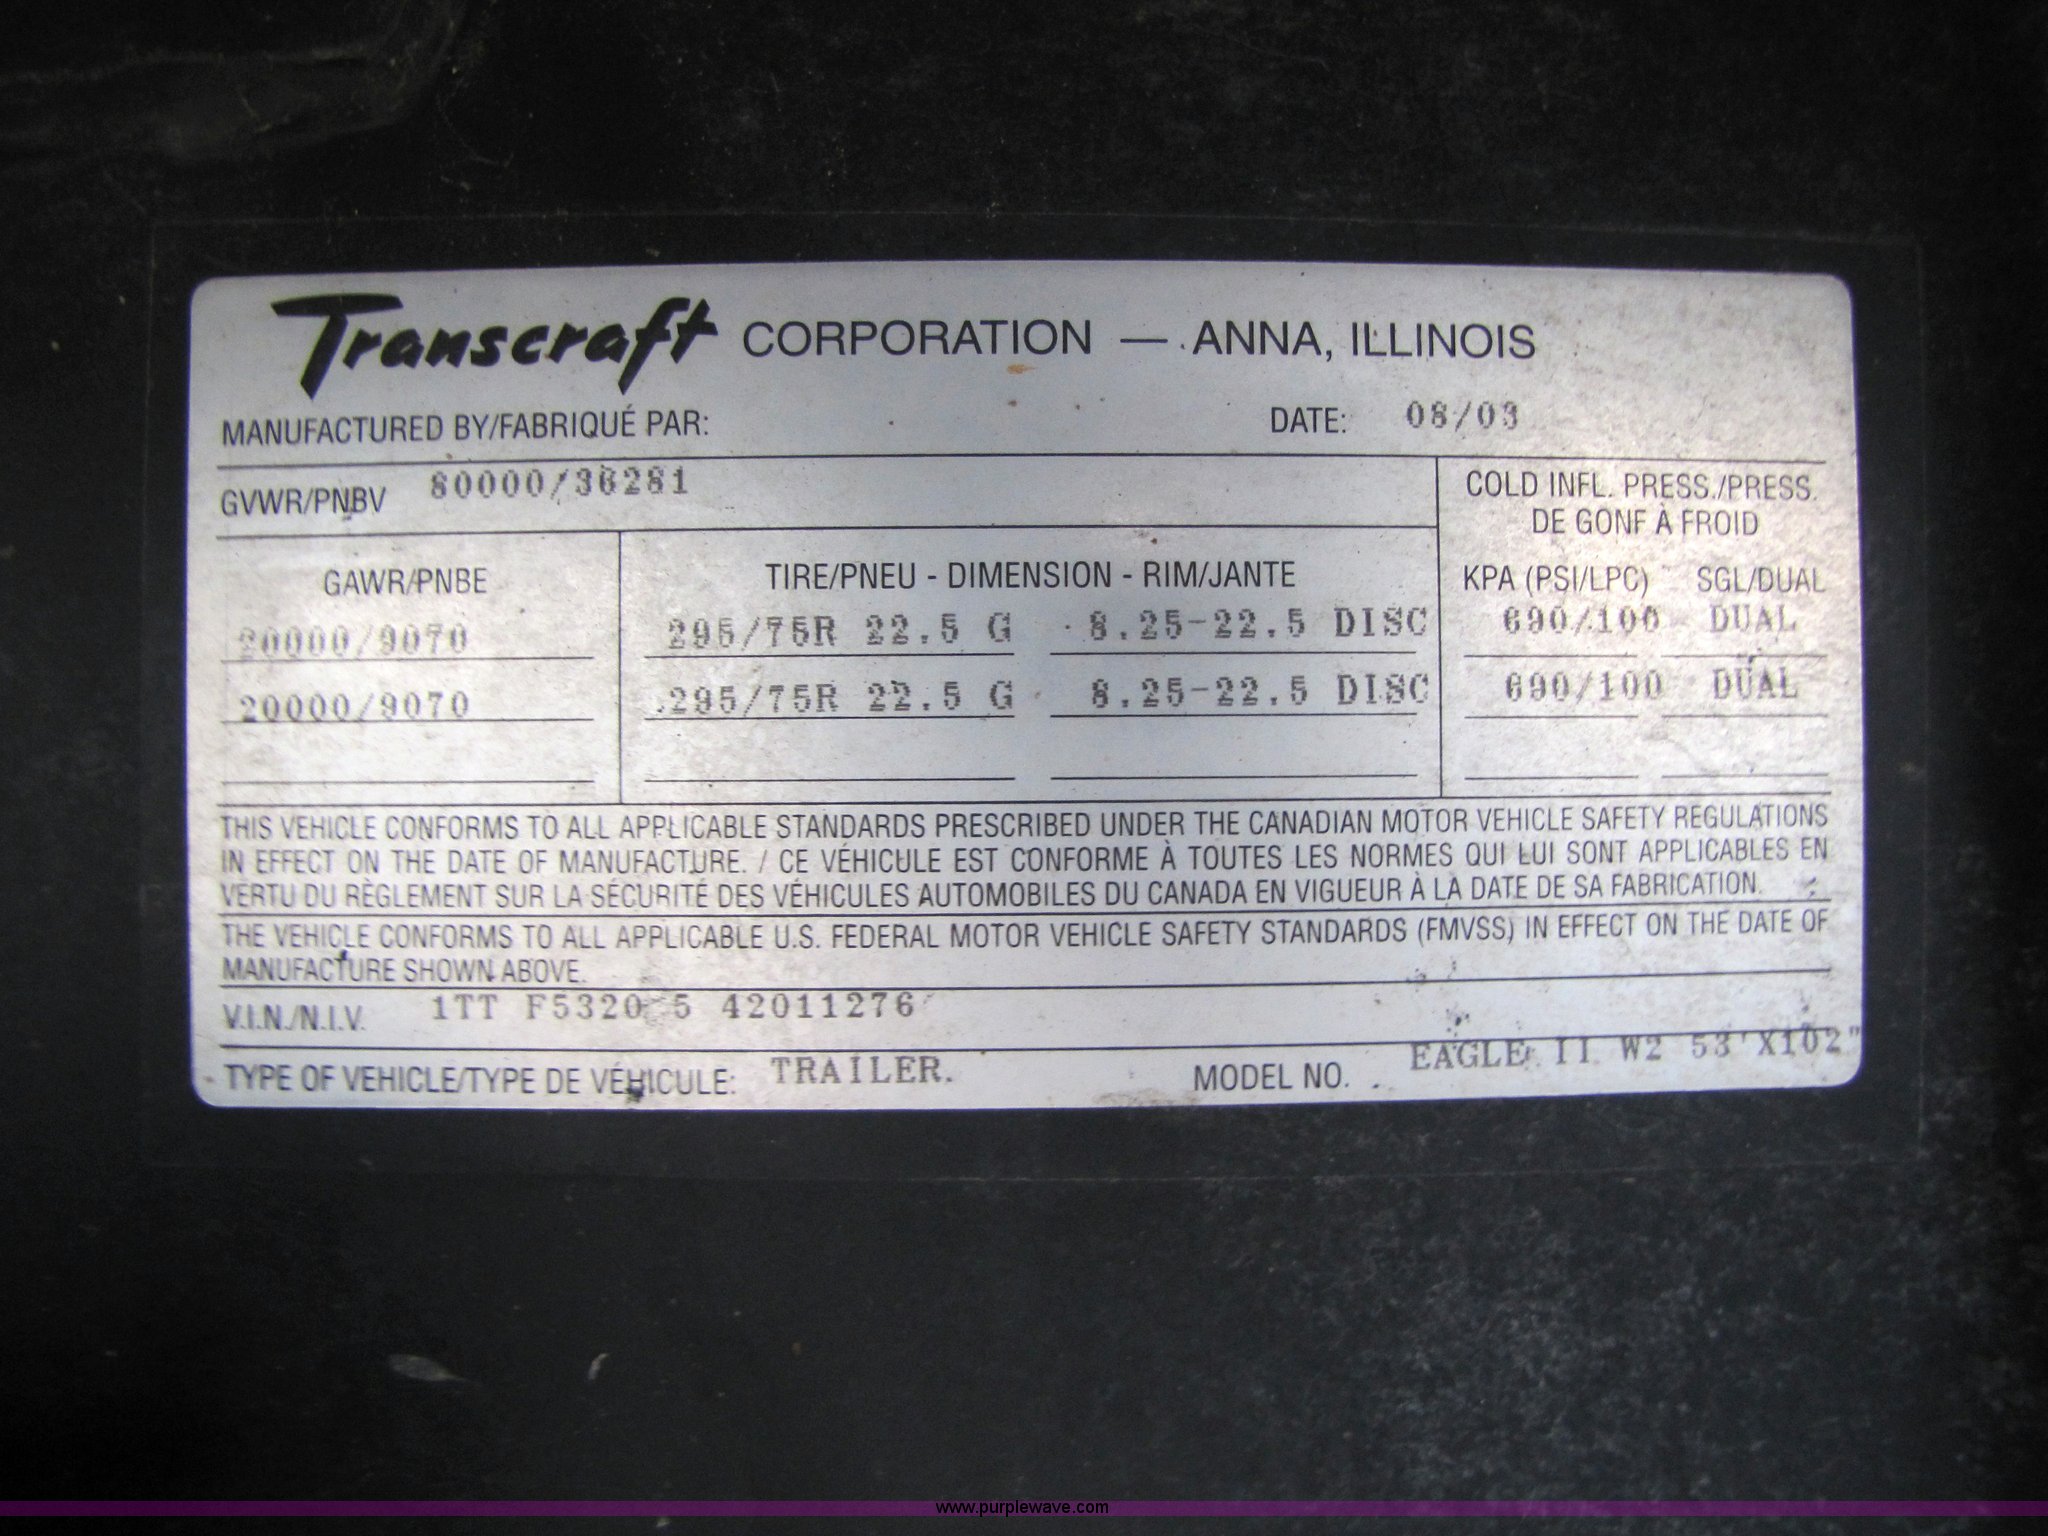 Transcraft CORPORATION — ANNA, ILLINOIS
MANUFACTURED BY/FABRIQUÉ PAR: DATE: 08/03
GVWR/PNBV 80000/36281
COLD INFL. PRESS./PRESS.
DE GONF À FROID
GAWR/PNBE TIRE/PNEU - DIMENSION - RIM/JANTE KPA (PSI/LPC) SGL/DUAL
20000/9070 295/75R 22.5 G 8.25-22.5 DISC 690/100 DUAL
20000/9070 295/75R 22.5 G 8.25-22.5 DISC 690/100 DUAL
THIS VEHICLE CONFORMS TO ALL APPLICABLE STANDARDS PRESCRIBED UNDER THE CANADIAN MOTOR VEHICLE SAFETY REGULATIONS
IN EFFECT ON THE DATE OF MANUFACTURE. / CE VÉHICULE EST CONFORME À TOUTES LES NORMES QUI LUI SONT APPLICABLES EN
VERTU DU RÈGLEMENT SUR LA SÉCURITÉ DES VÉHICULES AUTOMOBILES DU CANADA EN VIGUEUR À LA DATE DE SA FABRICATION.
THE VEHICLE CONFORMS TO ALL APPLICABLE U.S. FEDERAL MOTOR VEHICLE SAFETY STANDARDS (FMVSS) IN EFFECT ON THE DATE OF
MANUFACTURE SHOWN ABOVE.
V.I.N./N.I.V. 1TT F5320 5 42011276
TYPE OF VEHICLE/TYPE DE VÉHICULE: TRAILER. MODEL NO. EAGLE II W2 53'X102"
www.purplewave.com